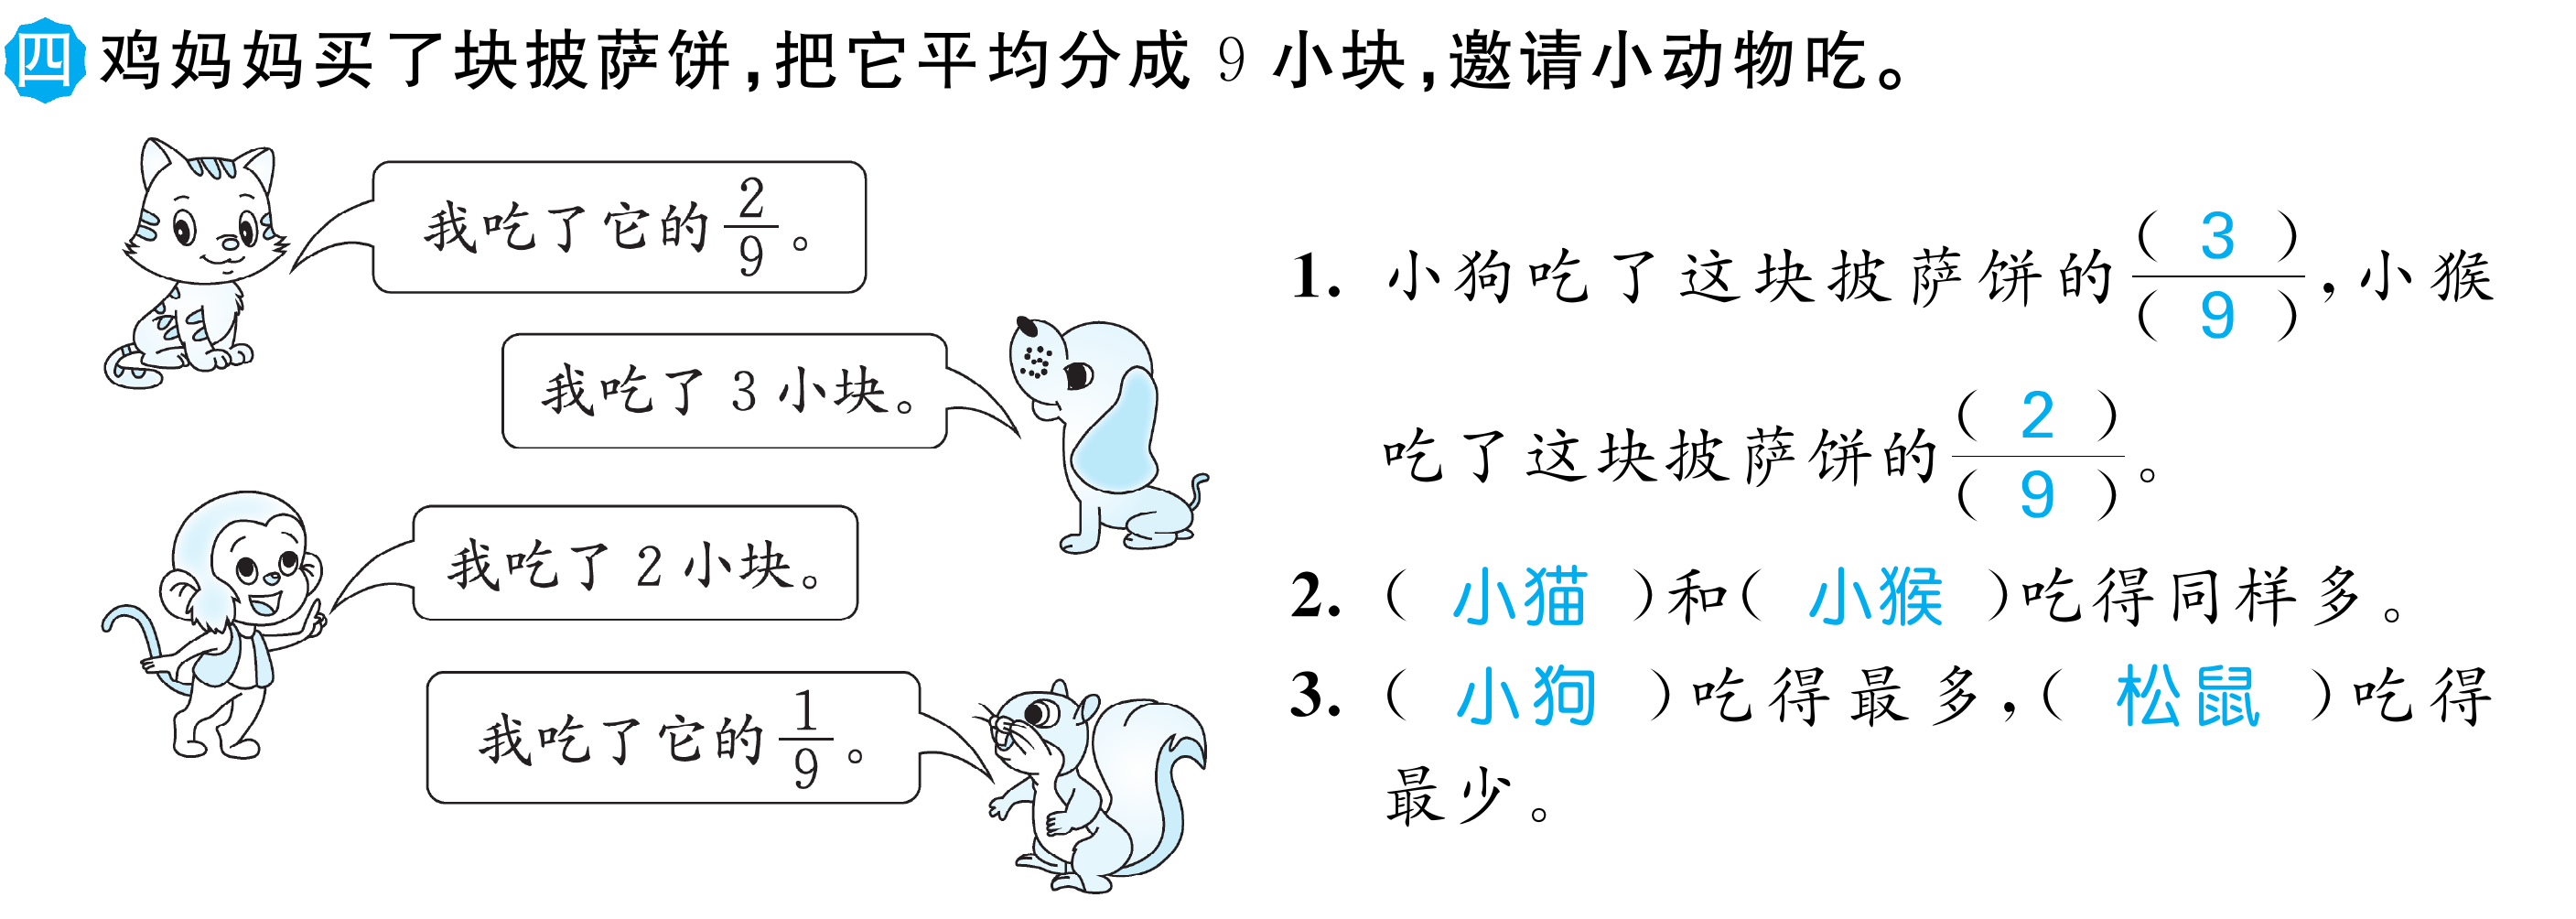 四 鸡妈妈买了块披萨饼,把它平均分成 9 小块,邀请小动物吃。
我吃了它的 2/9 。
我吃了 3 小块。
我吃了 2 小块。
我吃了它的 1/9 。
1. 小狗吃了这块披萨饼的 ( 3 )/( 9 ) ,小猴
吃了这块披萨饼的 ( 2 )/( 9 ) 。
2. ( 小猫 )和( 小猴 )吃得同样多。
3. ( 小狗 )吃得最多,( 松鼠 )吃得
最少。